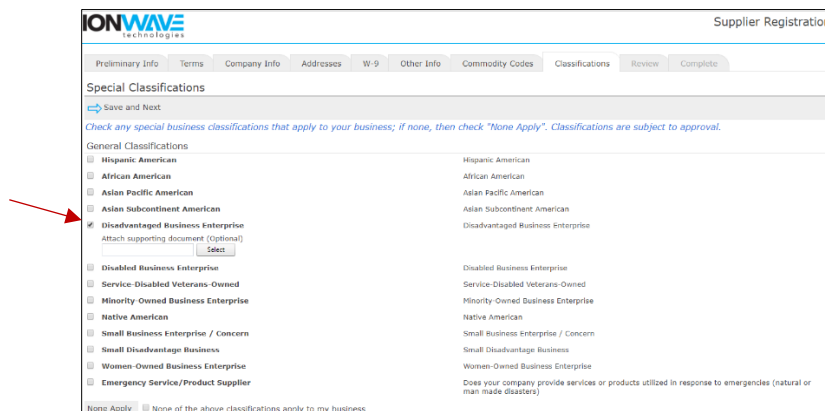 IONWAVE
technologies
Supplier Registration
Preliminary Info Terms Company Info Addresses W-9 Other Info Commodity Codes Classifications Review Complete
Special Classifications
Save and Next
Check any special business classifications that apply to your business; if none, then check "None Apply". Classifications are subject to approval.
General Classifications
Hispanic American Hispanic American
African American African American
Asian Pacific American Asian Pacific American
Asian Subcontinent American Asian Subcontinent American
Disadvantaged Business Enterprise Disadvantaged Business Enterprise
Attach supporting document (Optional)
Select
Disabled Business Enterprise Disabled Business Enterprise
Service-Disabled Veterans-Owned Service-Disabled Veterans-Owned
Minority-Owned Business Enterprise Minority-Owned Business Enterprise
Native American Native American
Small Business Enterprise / Concern Small Business Enterprise / Concern
Small Disadvantage Business Small Disadvantage Business
Women-Owned Business Enterprise Women-Owned Business Enterprise
Emergency Service/Product Supplier Does your company provide services or products utilized in response to emergencies (natural or
man made disasters)
None Apply None of the above classifications apply to my business